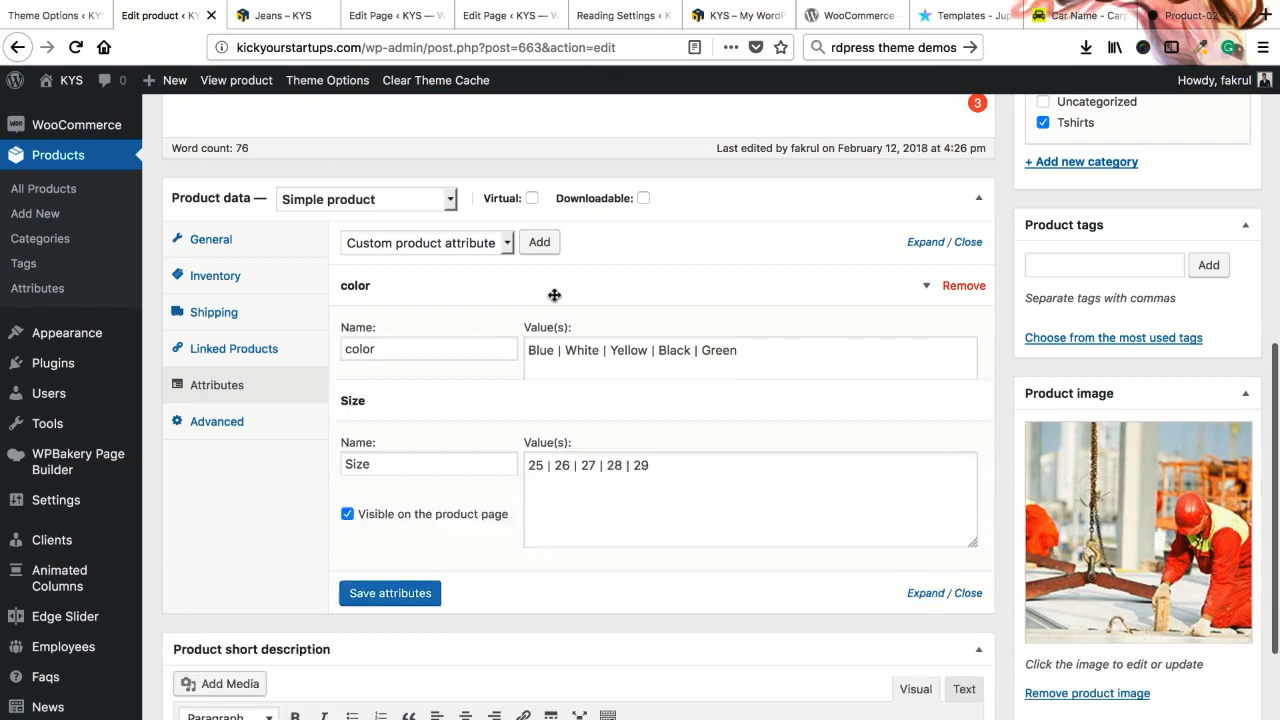 Theme Options ‹ KYS
Edit product ‹ K
Jeans – KYS
Edit Page ‹ KYS —
Edit Page ‹ KYS — W
Reading Settings ‹ K
KYS – My WordP
WooCommerce
Templates - Jup
Car Name - Car
Product-02
kickyourstartups.com/wp-admin/post.php?post=663&action=edit
rdpress theme demos
KYS
0
New
View product
Theme Options
Clear Theme Attribute
Howdy, fakrul
WooCommerce
Products
All Products
Add New
Categories
Tags
Attributes
Appearance
Plugins
Users
Tools
WPBakery Page
Builder
Settings
Clients
Animated
Columns
Edge Slider
Employees
Faqs
News
3
Word count: 76
Last edited by fakrul on February 12, 2018 at 4:26 pm
Product data — Simple product
Virtual:
Downloadable:
General
Inventory
Shipping
Linked Products
Attributes
Advanced
Custom product attribute
Add
Expand / Close
color
Remove
Name:
Value(s):
color
Blue | White | Yellow | Black | Green
Size
Name:
Value(s):
Size
25 | 26 | 27 | 28 | 29
Visible on the product page
Save attributes
Expand / Close
Product short description
Add Media
Visual
Text
Paragraph
Uncategorized
Tshirts
+ Add new category
Product tags
Add
Separate tags with commas
Choose from the most used tags
Product image
Click the image to edit or update
Remove product image